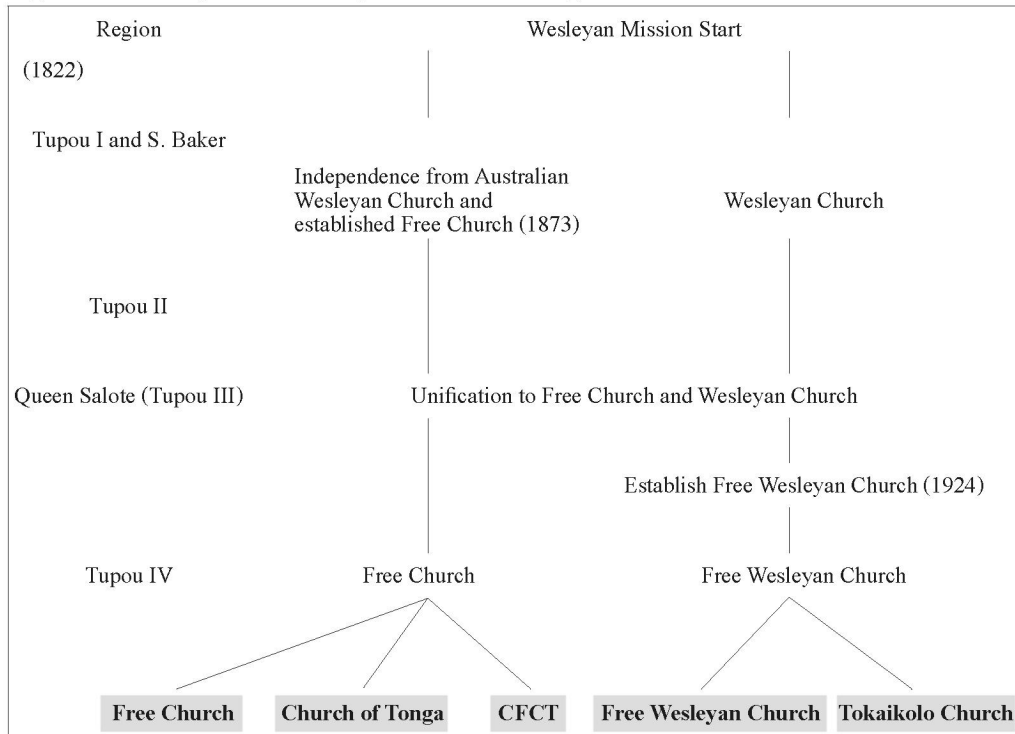 Region
Wesleyan Mission Start
(1822)
Tupou I and S. Baker
Independence from Australian
Wesleyan Church and
established Free Church (1873)
Wesleyan Church
Tupou II
Queen Salote (Tupou III)
Unification to Free Church and Wesleyan Church
Establish Free Wesleyan Church (1924)
Tupou IV
Free Church
Free Wesleyan Church
Free Church
Church of Tonga
CFCT
Free Wesleyan Church
Tokaikolo Church